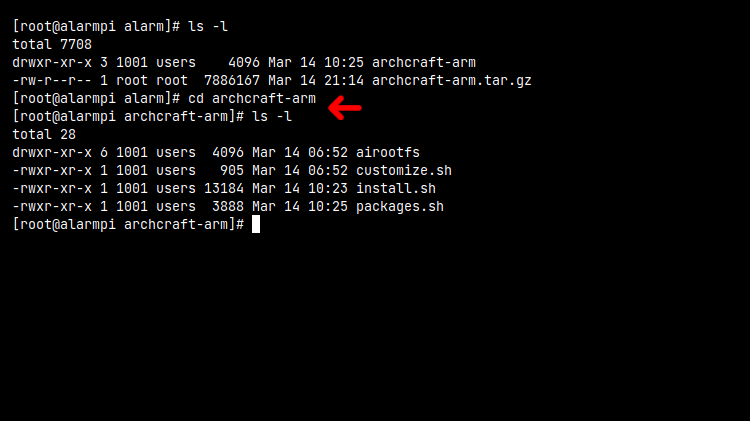 [root@alarmpi alarm]# ls -l
total 7708
drwxr-xr-x 3 1001 users    4096 Mar 14 10:25 archcraft-arm
-rw-r--r-- 1 root root  7886167 Mar 14 21:14 archcraft-arm.tar.gz
[root@alarmpi alarm]# cd archcraft-arm
[root@alarmpi archcraft-arm]# ls -l
total 28
drwxr-xr-x 6 1001 users  4096 Mar 14 06:52 airootfs
-rwxr-xr-x 1 1001 users   905 Mar 14 06:52 customize.sh
-rwxr-xr-x 1 1001 users 13184 Mar 14 10:23 install.sh
-rwxr-xr-x 1 1001 users  3888 Mar 14 10:25 packages.sh
[root@alarmpi archcraft-arm]#